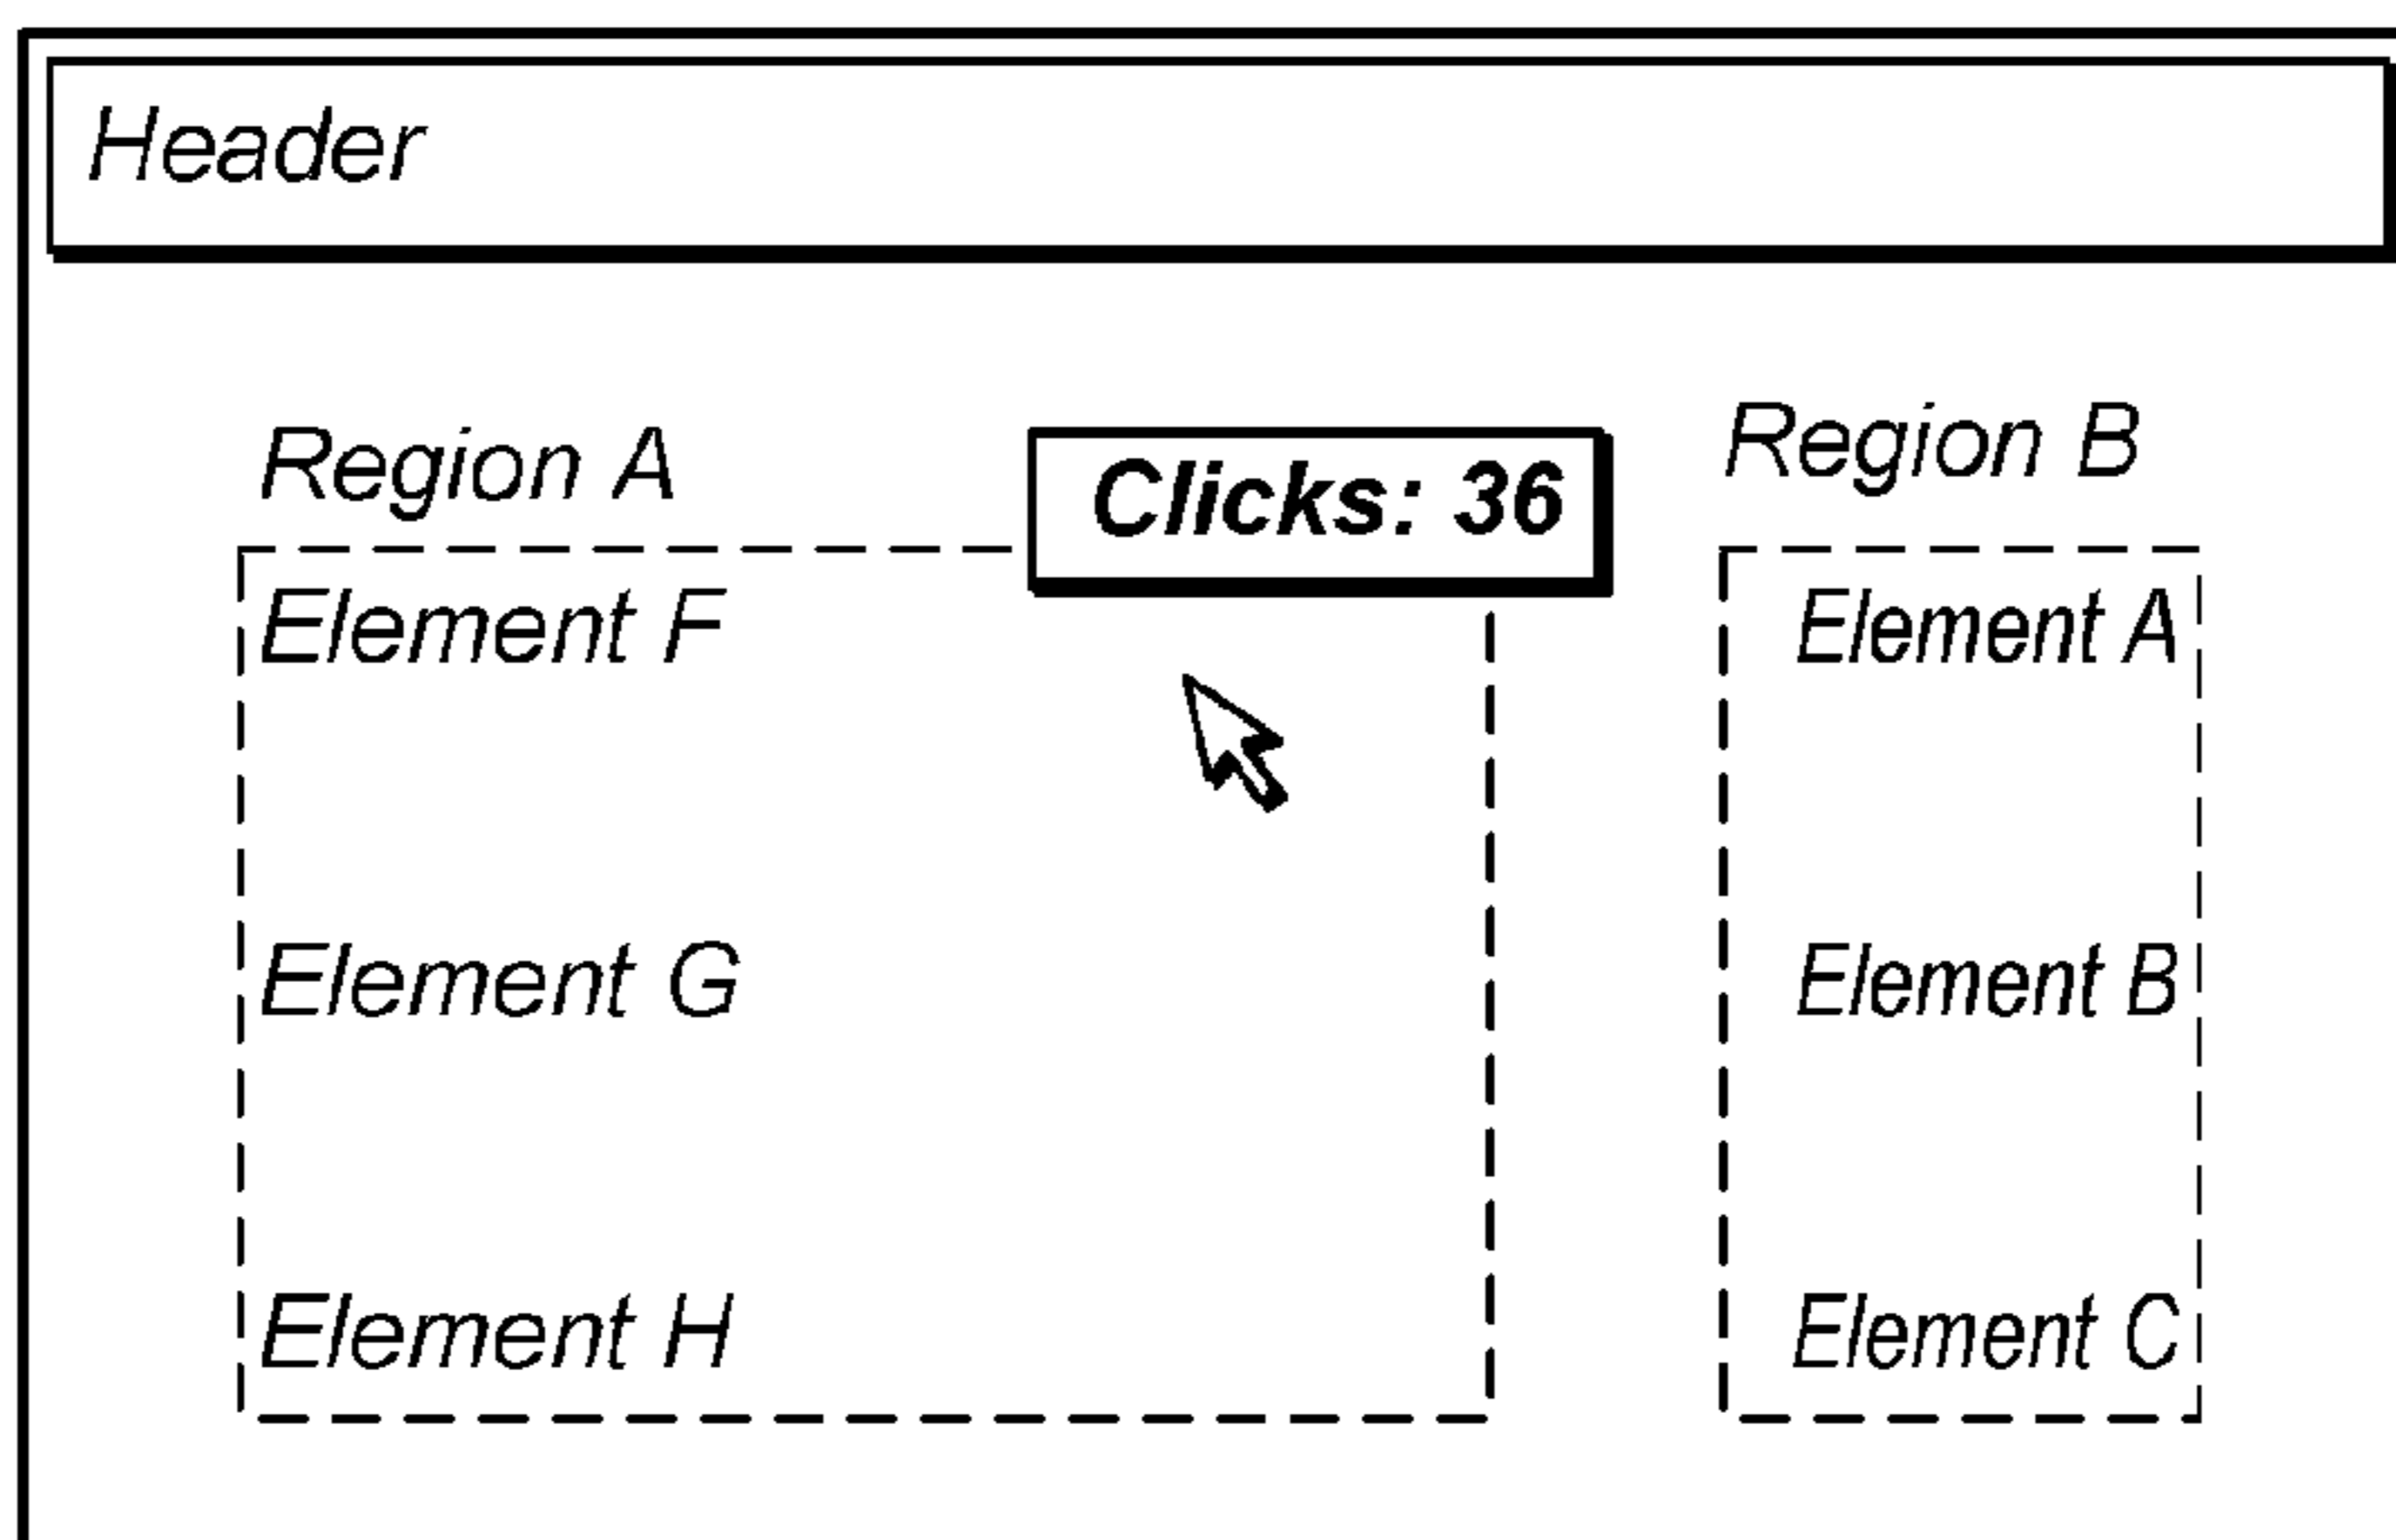 Header
Region A
Clicks: 36
Region B
Element F
Element A
Element G
Element B
Element H
Element C